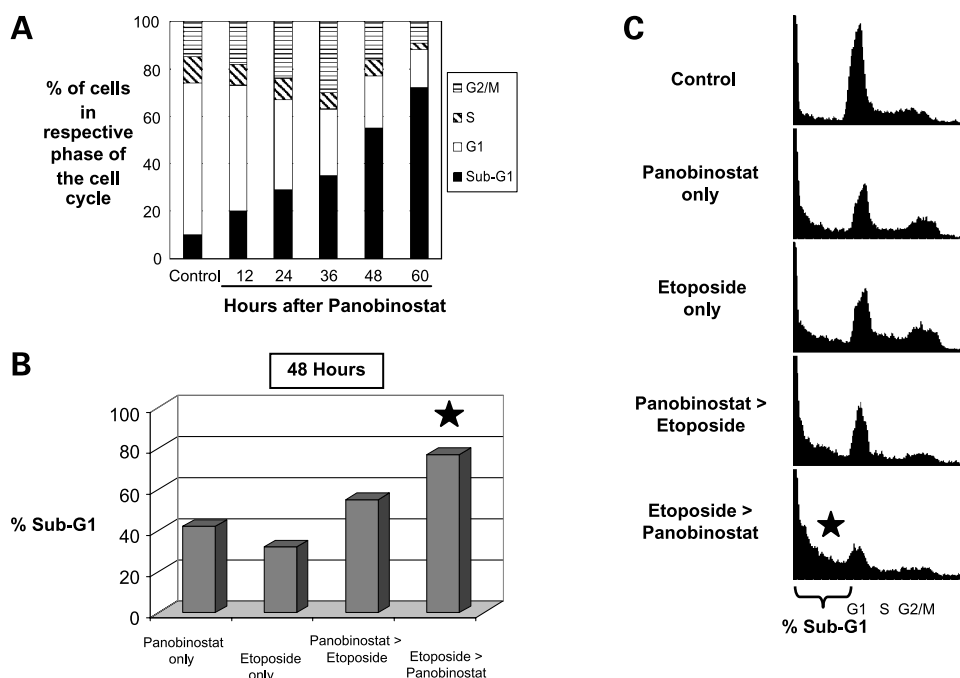 A
% of cells
in
respective
phase of
the cell
cycle
100
80
60
40
20
0
G2/M
S
G1
Sub-G1
Control 12 24 36 48 60
Hours after Panobinostat
B
48 Hours
% Sub-G1
100
80
60
40
20
0
Panobinostat
only
Etoposide
only
Panobinostat >
Etoposide
Etoposide >
Panobinostat
C
Control
Panobinostat
only
Etoposide
only
Panobinostat >
Etoposide
Etoposide >
Panobinostat
G1 S G2/M
% Sub-G1